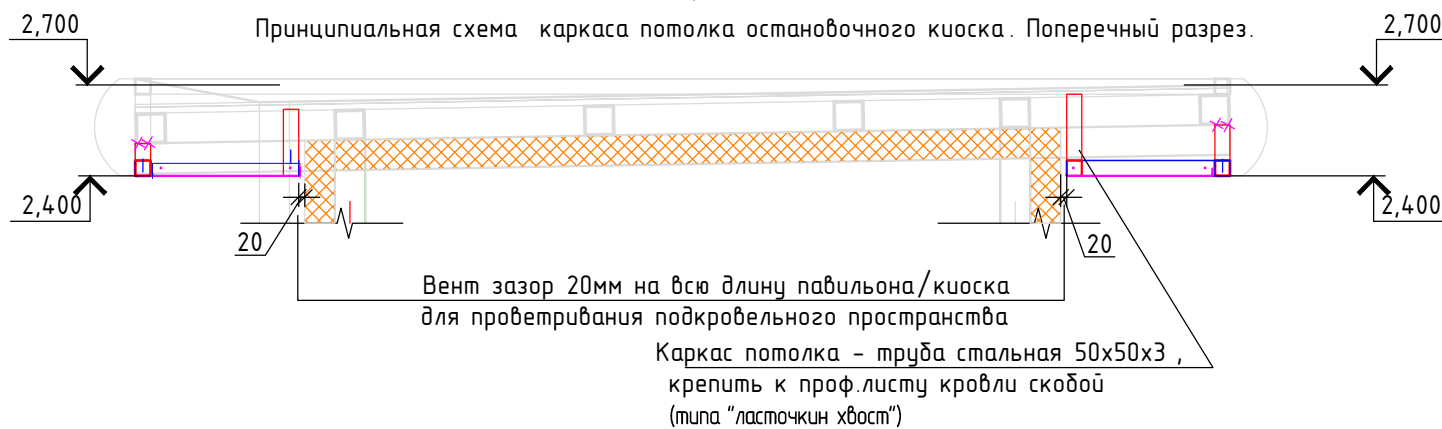 Принципиальная схема каркаса потолка остановочного киоска. Поперечный разрез.
2,700
2,700
2,400
2,400
20
20
Вент зазор 20мм на всю длину павильона/киоска
для проветривания подкровельного пространства
Каркас потолка - труба стальная 50х50х3 ,
крепить к проф.листу кровли скобой
(типа "ласточкин хвост")